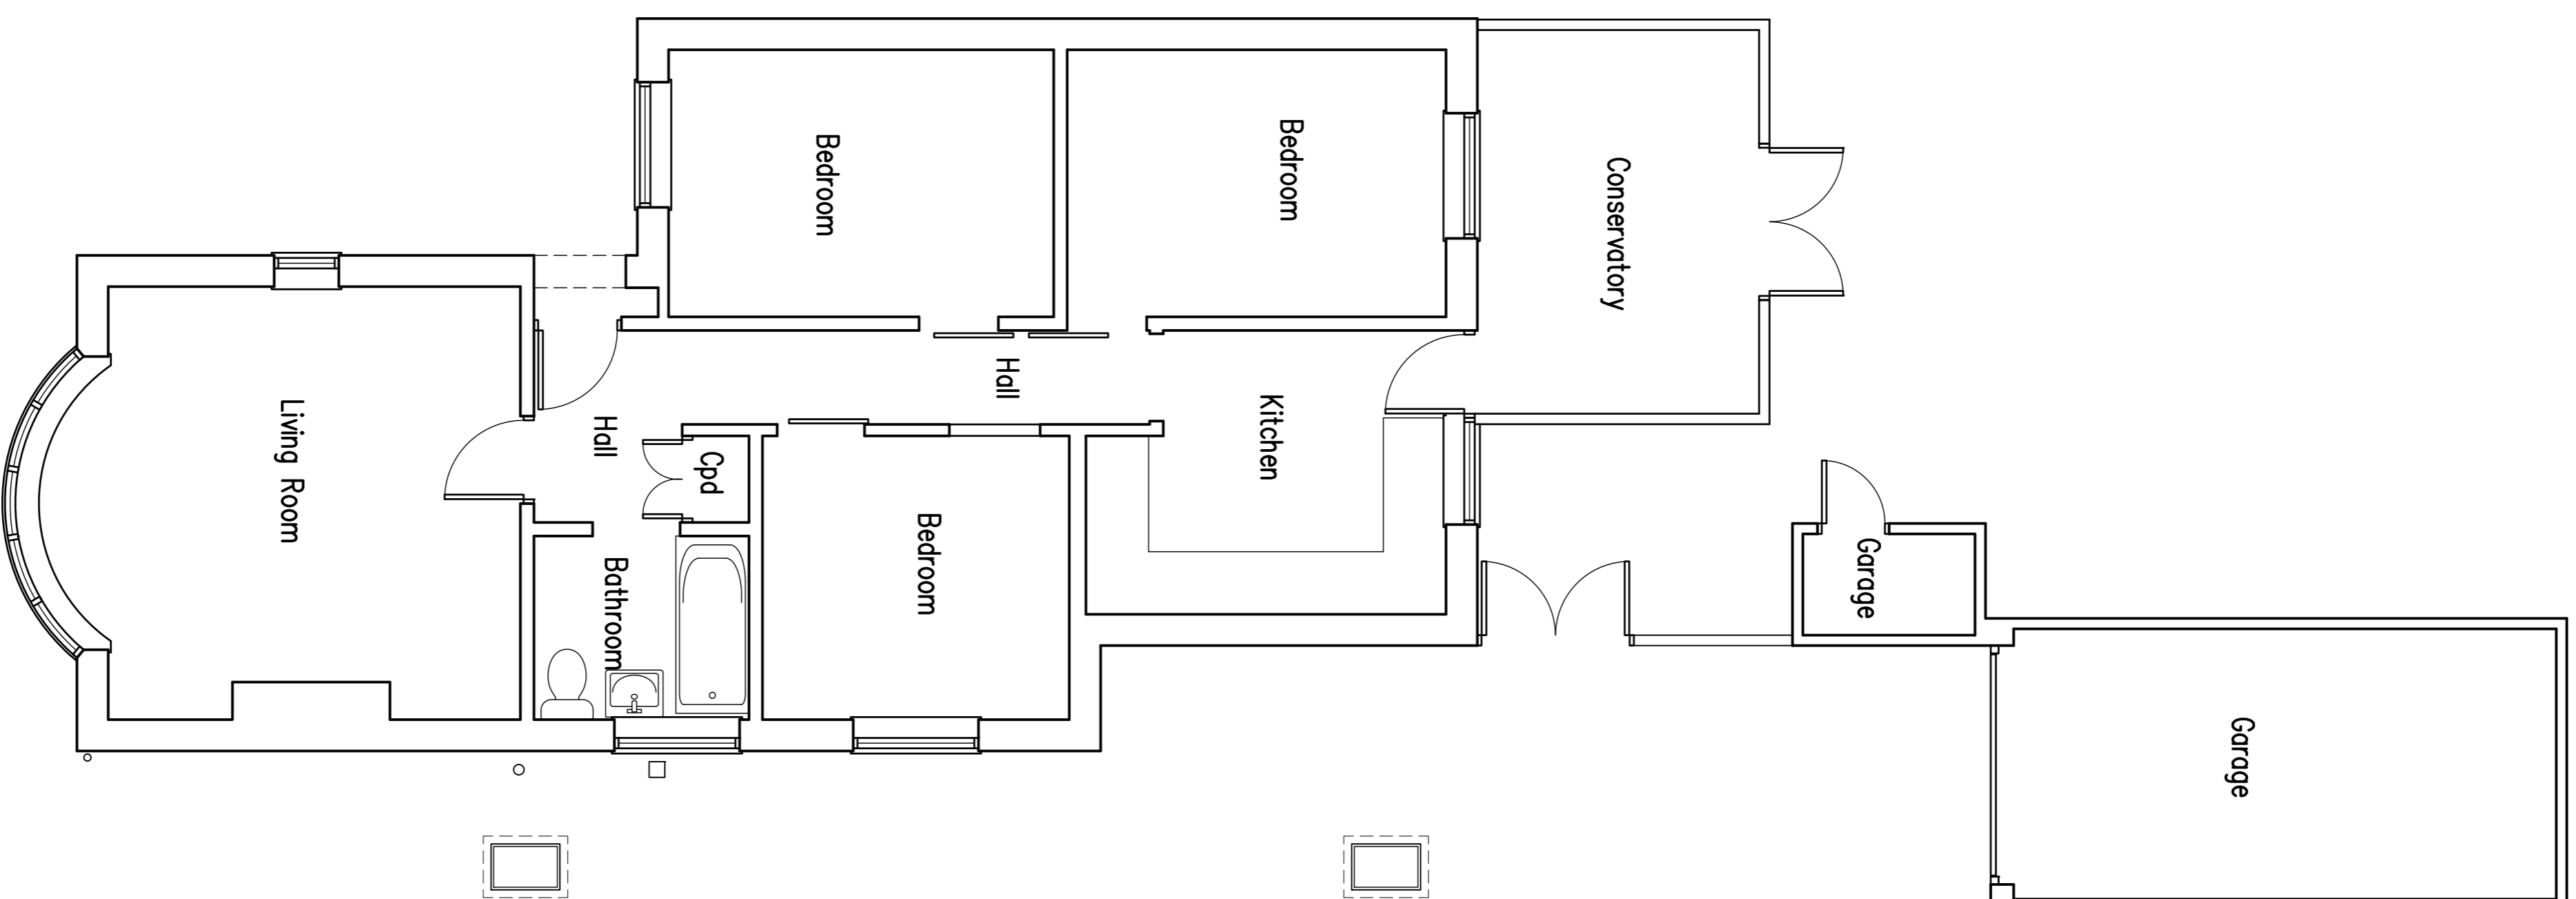 Bedroom
Bedroom
Conservatory
Hall
Kitchen
Living Room
Hall
Cpd
Bedroom
Bathroom
Garage
Garage